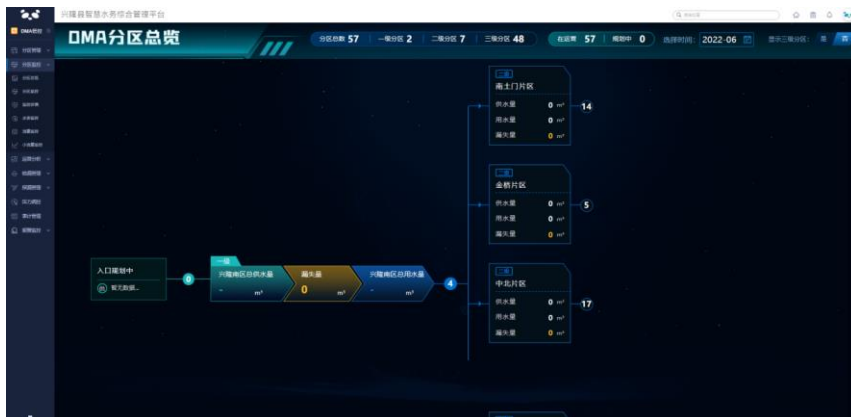 兴隆县智慧水务综合管理平台
DMA分区总览
分区总数 57 一级分区 2 二级分区 7 三级分区 48
在运营 57 规划中 0
选择时间: 2022-06
显示三级分区: 是 否
二级
南土门片区
供水量 0 m³
用水量 0 m³
漏失量 0 m³
14
二级
金桥片区
供水量 0 m³
用水量 0 m³
漏失量 0 m³
5
入口规划中
暂无数据...
0
一级
兴隆南区总供水量
- m³
漏失量
0 m³
兴隆南区总用水量
- m³
4
二级
中北片区
供水量 0 m³
用水量 0 m³
漏失量 0 m³
17